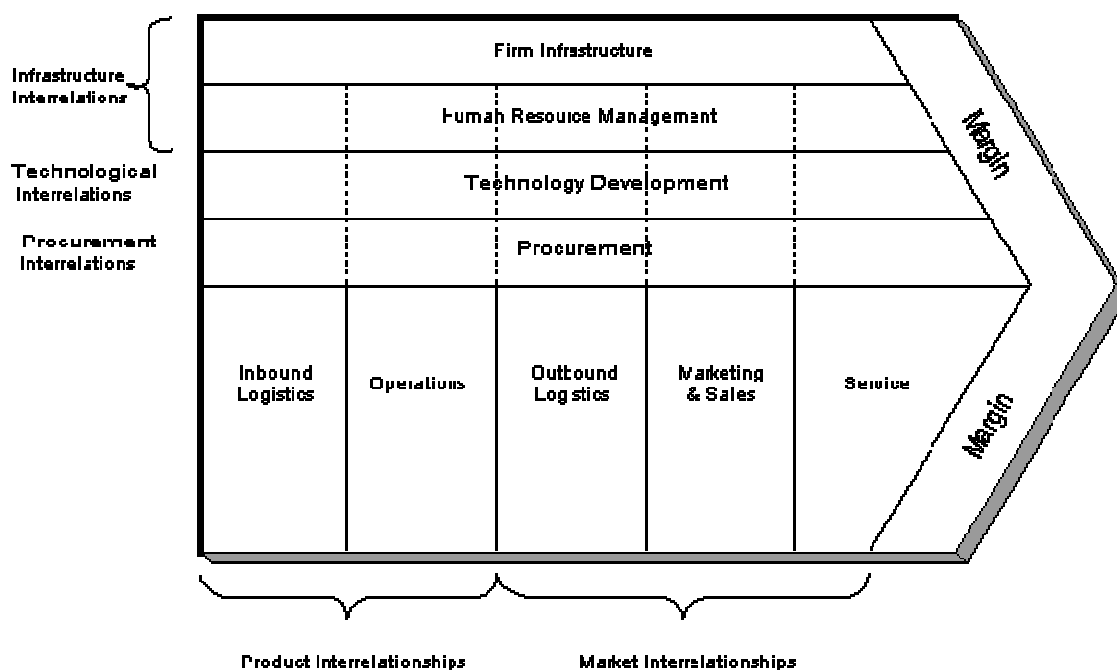 Firm Infrastructure
Infrastructure
Interrelations
Human Resource Management
Margin
Technological
Interrelations
Technology Development
Procurement
Interrelations
Procurement
Inbound
Logistics
Operations
Outbound
Logistics
Marketing
& Sales
Service
Margin
Product Interrelationships
Market Interrelationships